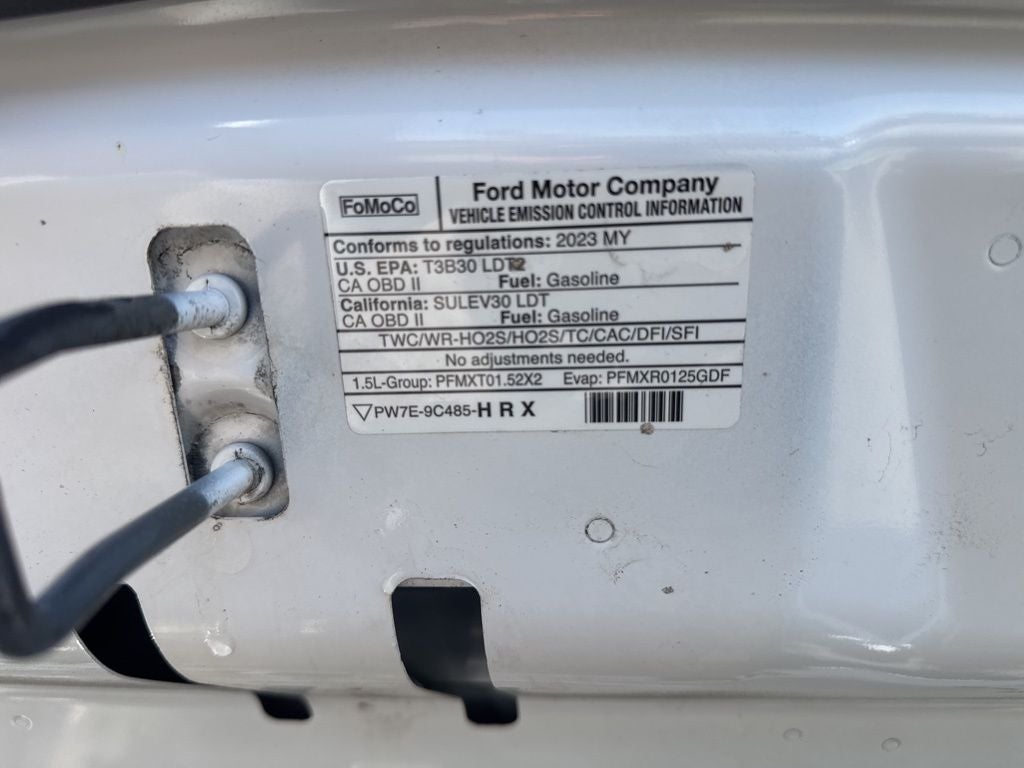 FoMoCo
Ford Motor Company
VEHICLE EMISSION CONTROL INFORMATION
Conforms to regulations: 2023 MY
U.S. EPA: T3B30 LDT2
CA OBD II Fuel: Gasoline
California: SULEV30 LDT
CA OBD II Fuel: Gasoline
TWC/WR-HO2S/HO2S/TC/CAC/DFI/SFI
No adjustments needed.
1.5L-Group: PFMXT01.52X2 Evap: PFMXR0125GDF
PW7E-9C485-H R X